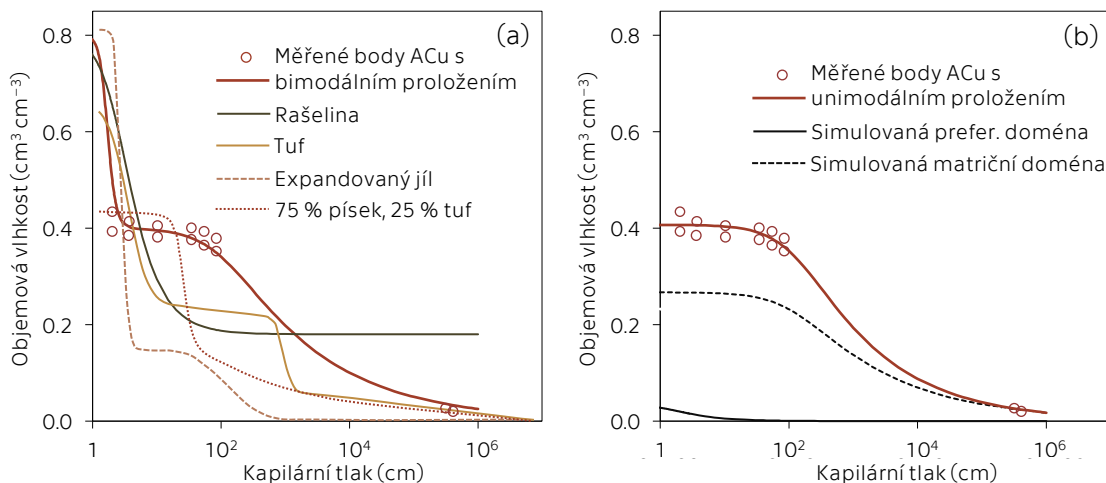 (a)
Objemová vlhkost (cm³ cm⁻³)
0.8
0.6
0.4
0.2
0.0
Měřené body ACu s
bimodálním proložením
Rašelina
Tuf
Expandovaný jíl
75 % písek, 25 % tuf
1
10²
10⁴
10⁶
Kapilární tlak (cm)
(b)
Objemová vlhkost (cm³ cm⁻³)
0.8
0.6
0.4
0.2
0.0
Měřené body ACu s
unimodálním proložením
Simulovaná prefer. doména
Simulovaná matriční doména
1
10²
10⁴
10⁶
Kapilární tlak (cm)